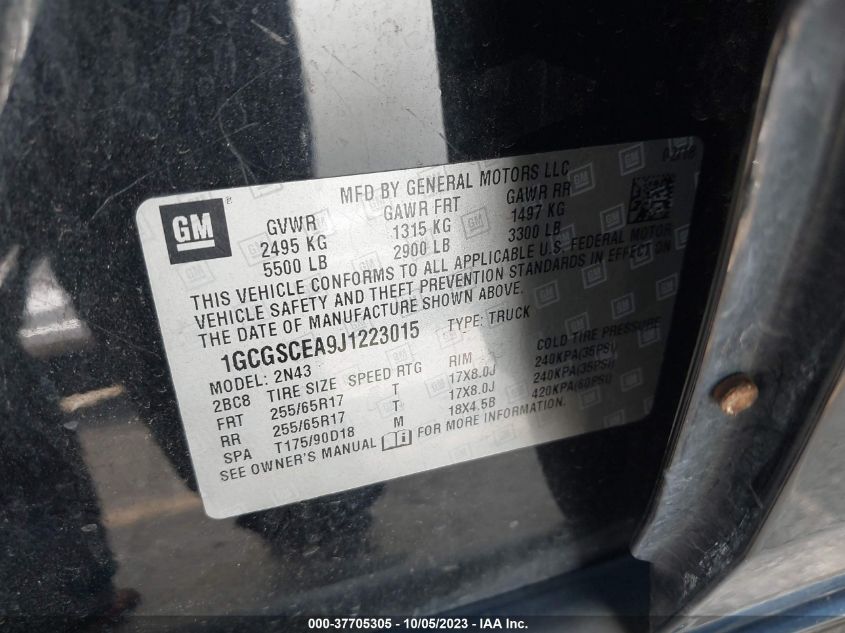 MFD BY GENERAL MOTORS LLC
GM ®
GVWR GAWR FRT GAWR RR
2495 KG 1315 KG 1497 KG
5500 LB 2900 LB 3300 LB
THIS VEHICLE CONFORMS TO ALL APPLICABLE U.S. FEDERAL MOTOR
VEHICLE SAFETY AND THEFT PREVENTION STANDARDS IN EFFECT ON
THE DATE OF MANUFACTURE SHOWN ABOVE.
1GCGSCEA9J1223015 TYPE: TRUCK
MODEL: 2N43
2BC8 TIRE SIZE SPEED RTG RIM COLD TIRE PRESSURE
FRT 255/65R17 T 17X8.0J 240KPA(35PSI)
RR 255/65R17 T 17X8.0J 240KPA(35PSI)
SPA T175/90D18 M 18X4.5B 420KPA(60PSI)
SEE OWNER'S MANUAL FOR MORE INFORMATION.
000-37705305 - 10/05/2023 - IAA Inc.